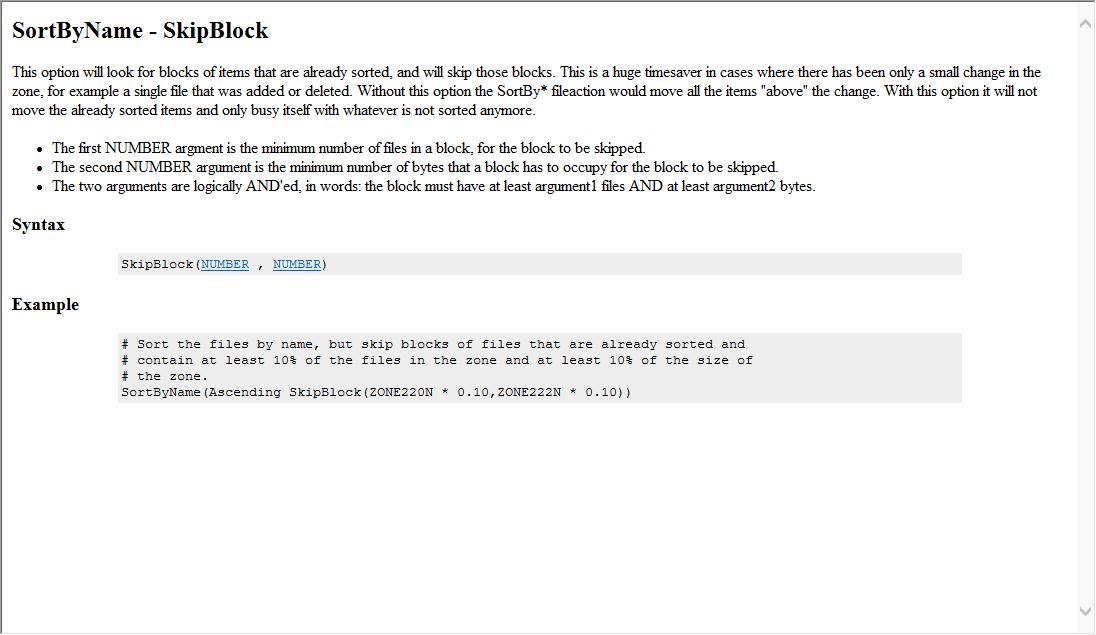 SortByName - SkipBlock
This option will look for blocks of items that are already sorted, and will skip those blocks. This is a huge timesaver in cases where there has been only a small change in the
zone, for example a single file that was added or deleted. Without this option the SortBy* fileaction would move all the items "above" the change. With this option it will not
move the already sorted items and only busy itself with whatever is not sorted anymore.
• The first NUMBER argment is the minimum number of files in a block, for the block to be skipped.
• The second NUMBER argument is the minimum number of bytes that a block has to occupy for the block to be skipped.
• The two arguments are logically AND'ed, in words: the block must have at least argument1 files AND at least argument2 bytes.
Syntax
SkipBlock(NUMBER , NUMBER)
Example
# Sort the files by name, but skip blocks of files that are already sorted and
# contain at least 10% of the files in the zone and at least 10% of the size of
# the zone.
SortByName(Ascending SkipBlock(ZONE220N * 0.10,ZONE222N * 0.10))